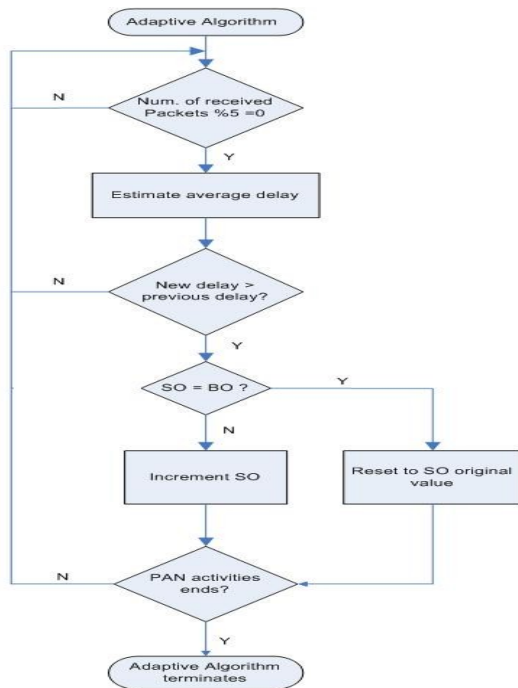 Adaptive Algorithm
N
Num. of received
Packets %5 =0
Y
Estimate average delay
N
New delay >
previous delay?
Y
SO = BO ?
Y
N
Increment SO
Reset to SO original
value
N
PAN activities
ends?
Y
Adaptive Algorithm
terminates